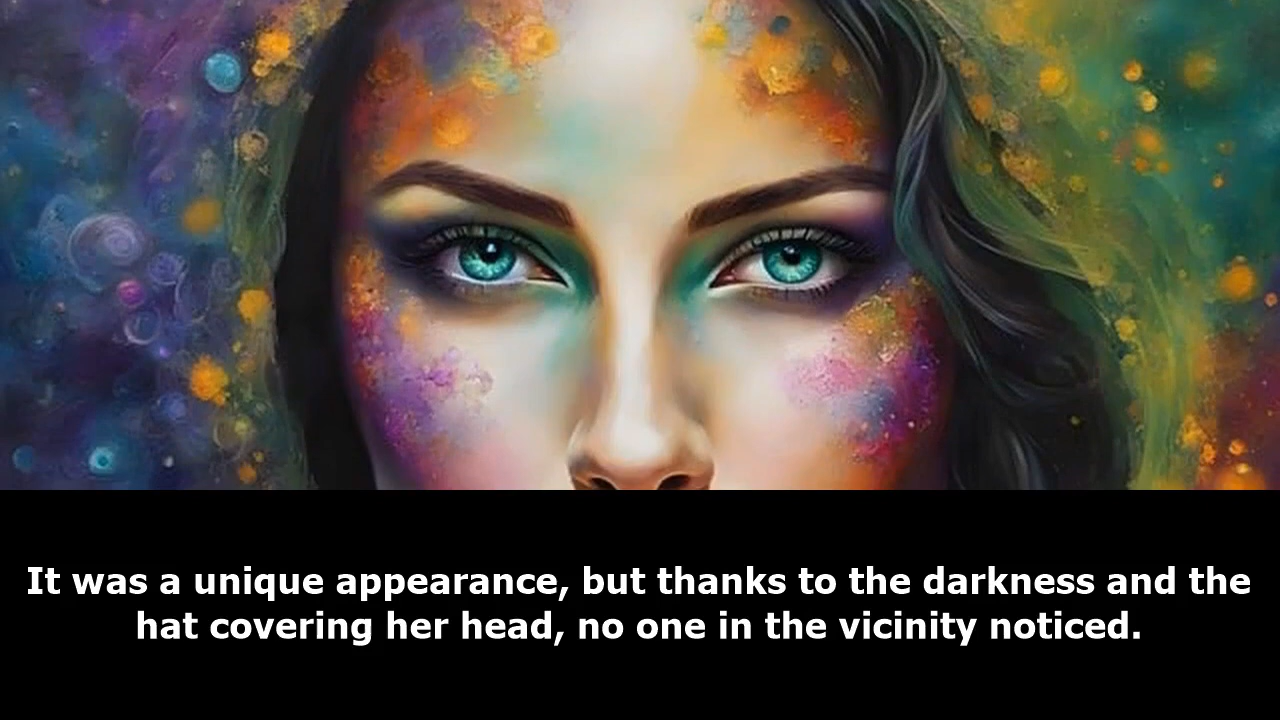 It was a unique appearance, but thanks to the darkness and the
hat covering her head, no one in the vicinity noticed.